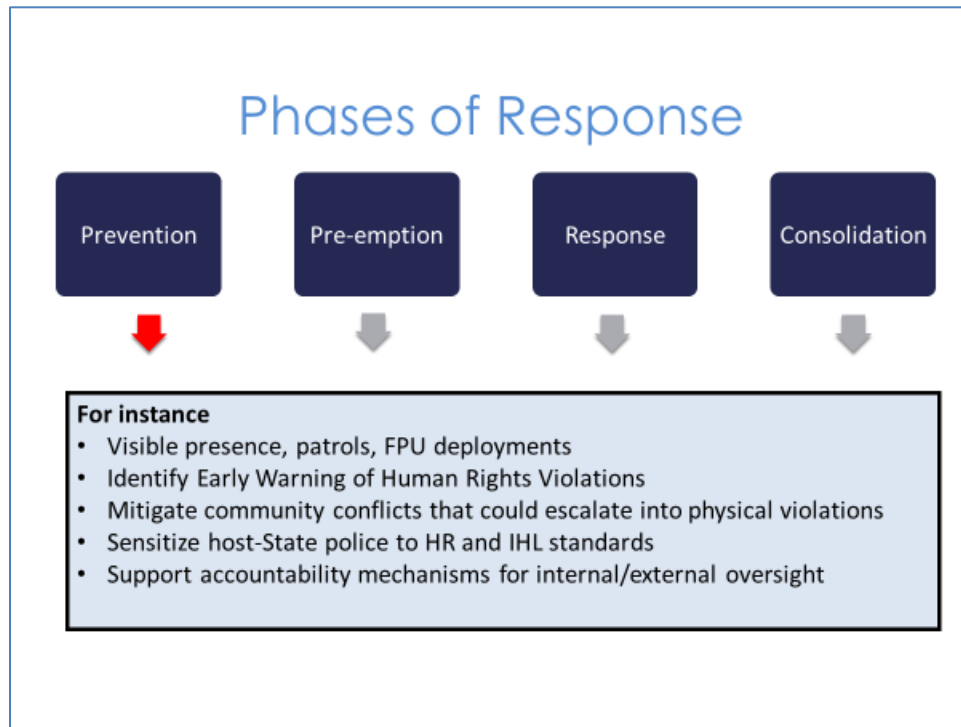 Phases of Response
Prevention
Pre-emption
Response
Consolidation
For instance
• Visible presence, patrols, FPU deployments
• Identify Early Warning of Human Rights Violations
• Mitigate community conflicts that could escalate into physical violations
• Sensitize host-State police to HR and IHL standards
• Support accountability mechanisms for internal/external oversight